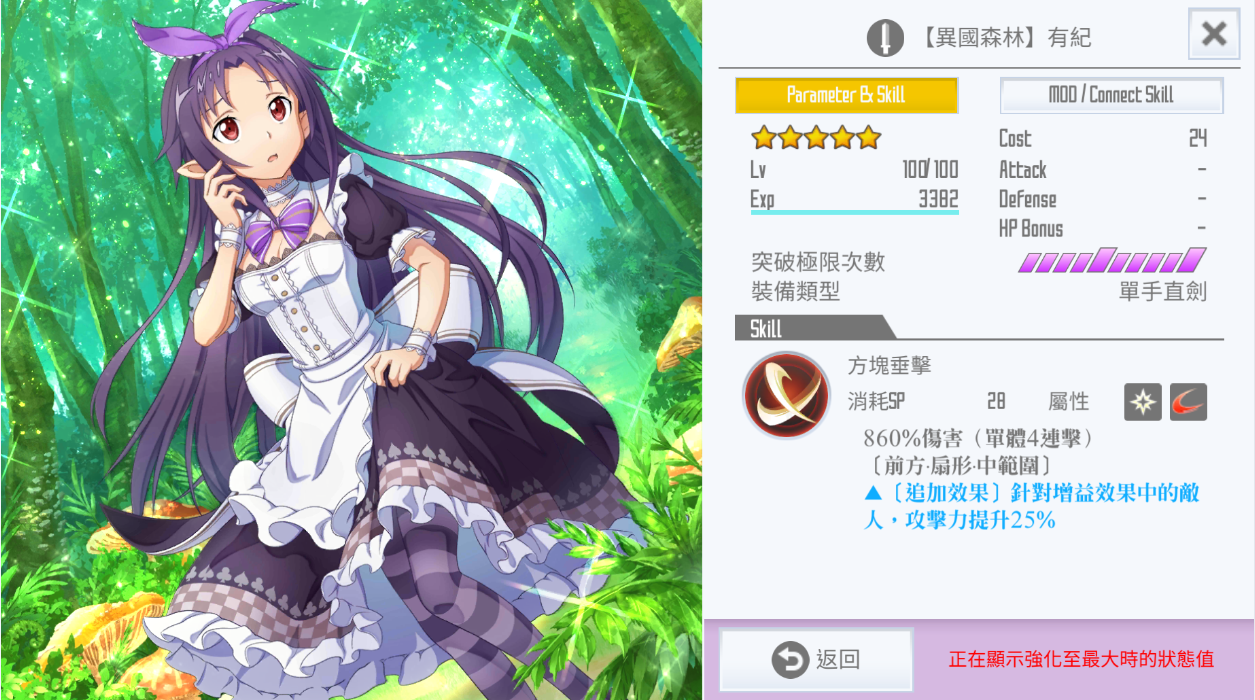 【異國森林】有紀
Parameter & Skill
MOD / Connect Skill
Cost 24
Lv 100/100
Attack -
Exp 3382
Defense -
HP Bonus -
突破極限次數
裝備類型 單手直劍
Skill
方塊垂擊
消耗SP 28 屬性
860%傷害（單體4連擊）
〔前方·扇形·中範圍〕
▲〔追加效果〕針對增益效果中的敵
人，攻擊力提升25%
返回
正在顯示強化至最大時的狀態值